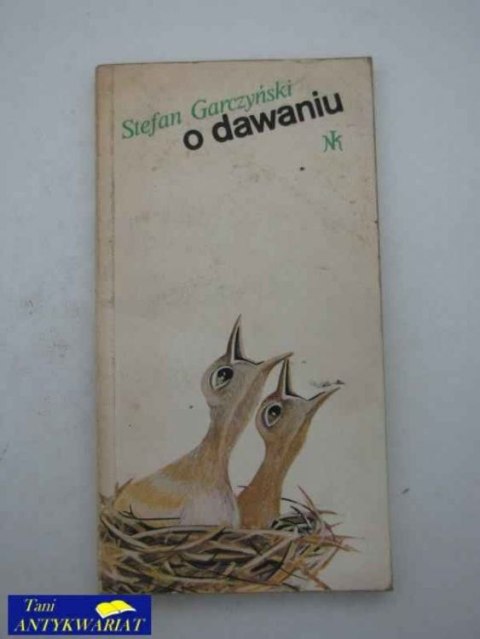 Stefan Garczyński
o dawaniu
NK
Tani
ANTYKWARIAT